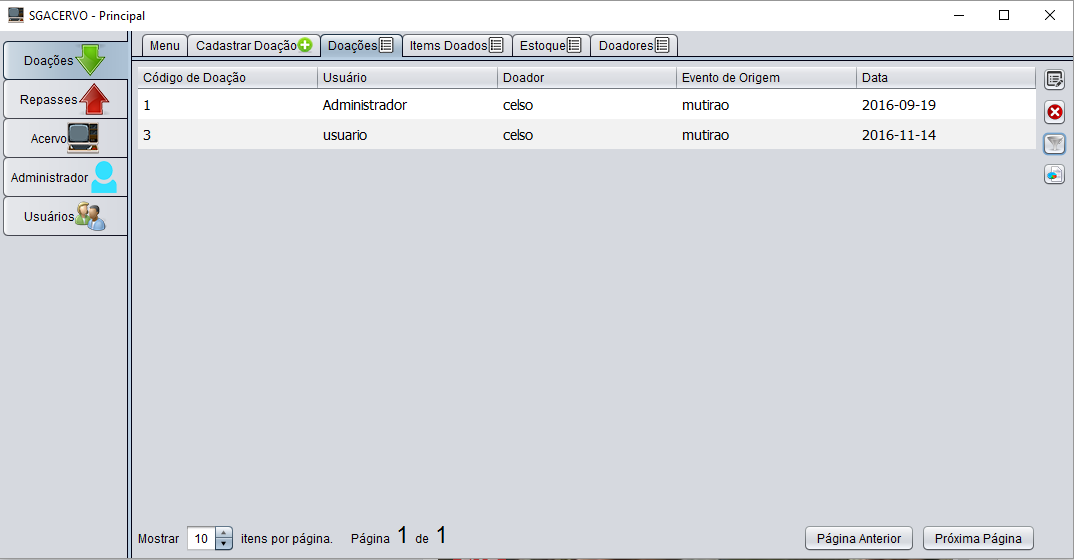 SGACERVO - Principal
Doações
Repasses
Acervo
Administrador
Usuários
Menu Cadastrar Doação Doações Items Doados Estoque Doadores
Código de Doação Usuário Doador Evento de Origem Data
1 Administrador celso mutirao 2016-09-19
3 usuario celso mutirao 2016-11-14
Mostrar 10 itens por página. Página 1 de 1 Página Anterior Próxima Página